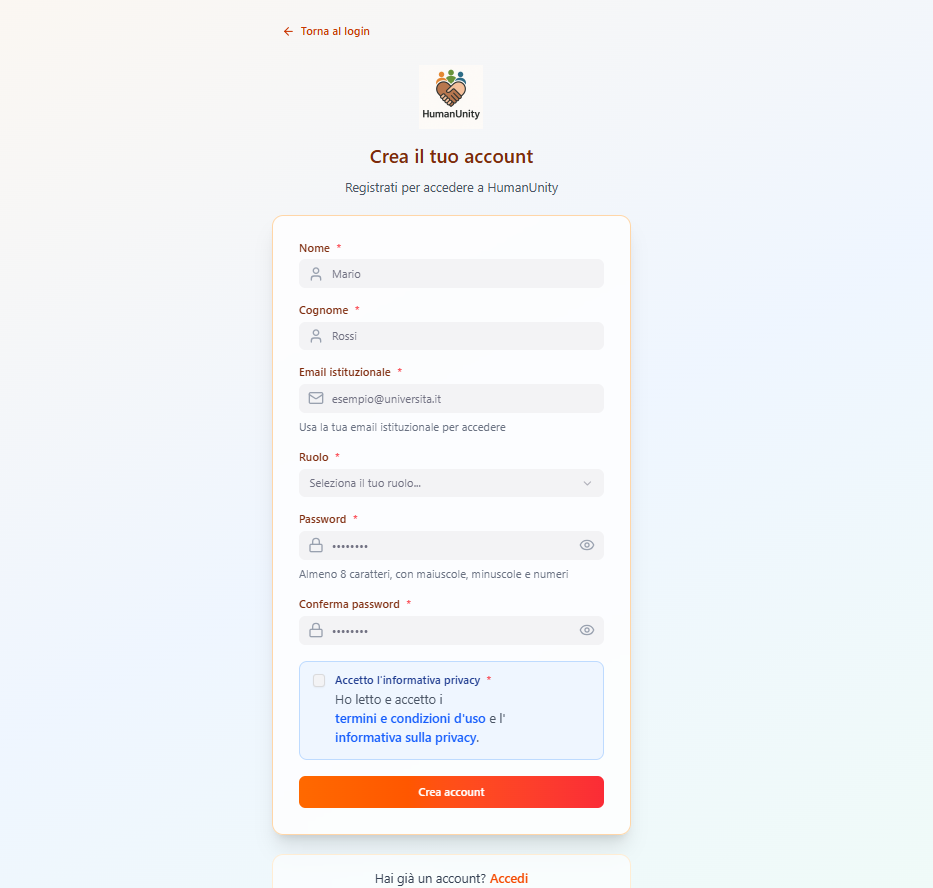 ← Torna al login
HumanUnity
Crea il tuo account
Registrati per accedere a HumanUnity
Nome *
Mario
Cognome *
Rossi
Email istituzionale *
esempio@universita.it
Usa la tua email istituzionale per accedere
Ruolo *
Seleziona il tuo ruolo...
Password *
••••••••
Almeno 8 caratteri, con maiuscole, minuscole e numeri
Conferma password *
••••••••
Accetto l'informativa privacy *
Ho letto e accetto i
termini e condizioni d'uso e l'
informativa sulla privacy.
Crea account
Hai già un account? Accedi